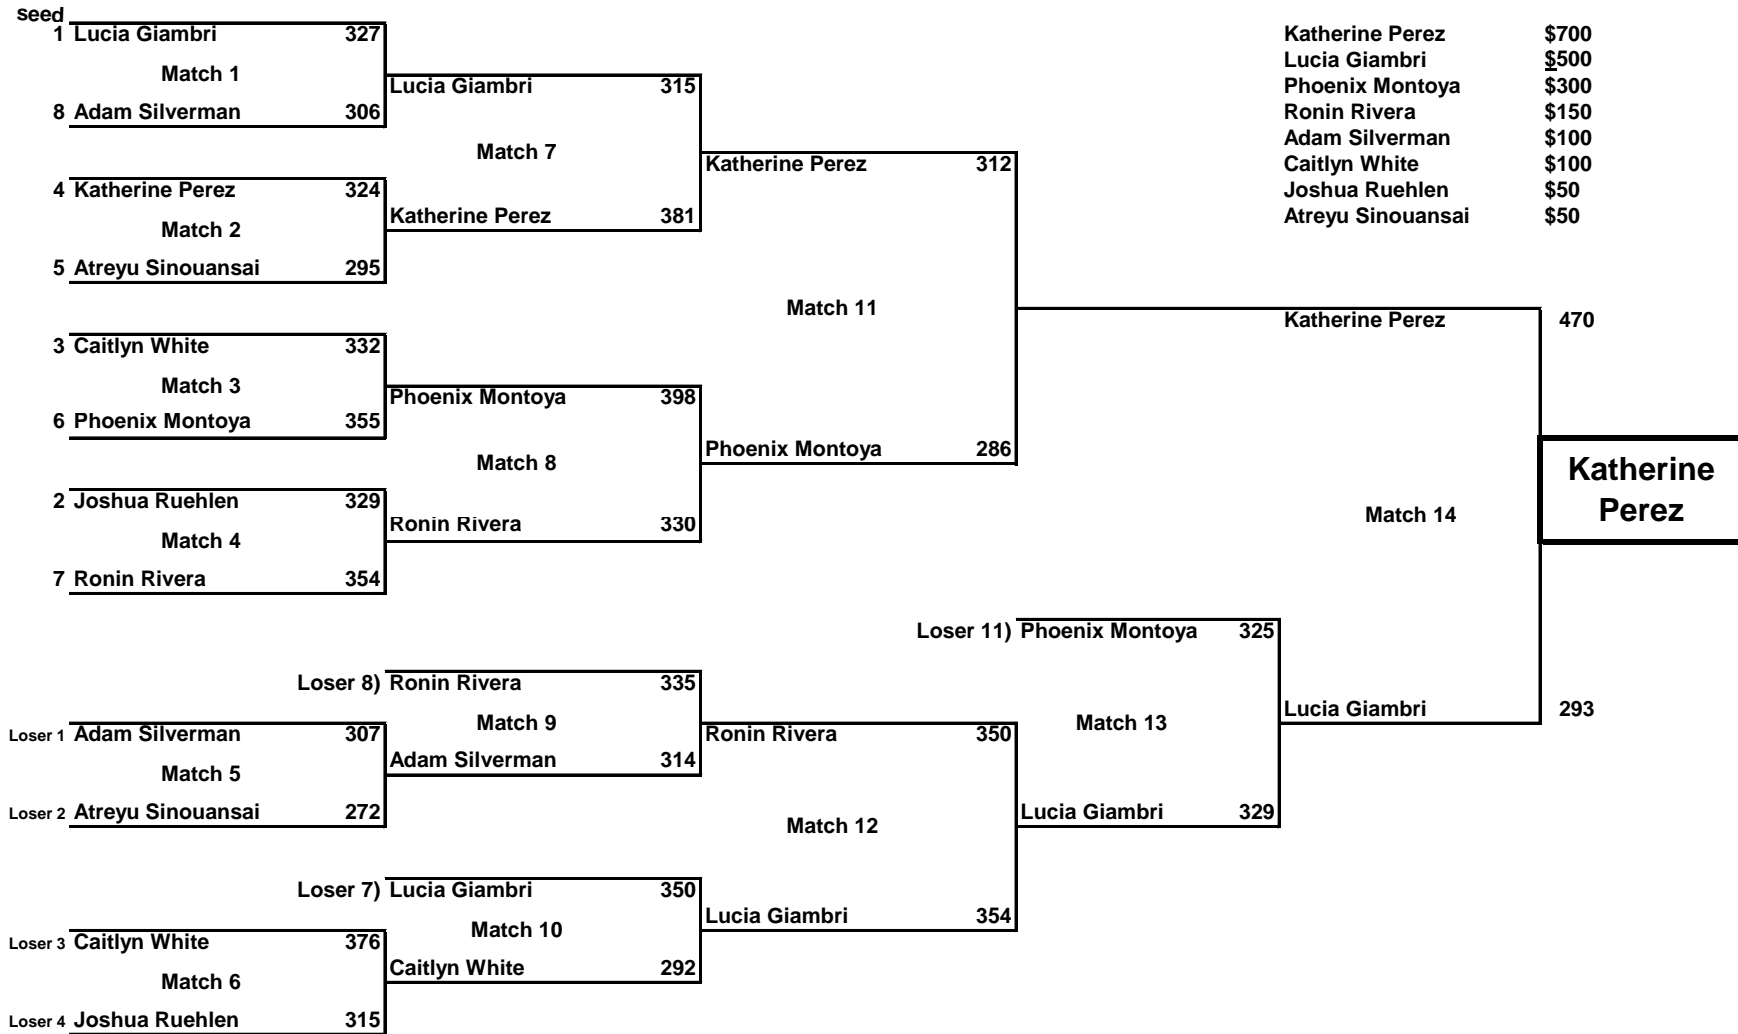 seed
1 Lucia Giambri 327
Match 1
8 Adam Silverman 306
4 Katherine Perez 324
Match 2
5 Atreyu Sinouansai 295
3 Caitlyn White 332
Match 3
6 Phoenix Montoya 355
2 Joshua Ruehlen 329
Match 4
7 Ronin Rivera 354
Lucia Giambri 315
Match 7
Katherine Perez 381
Phoenix Montoya 398
Match 8
Ronin Rivera 330
Katherine Perez 312
Match 11
Phoenix Montoya 286
Katherine Perez $700
Lucia Giambri $500
Phoenix Montoya $300
Ronin Rivera $150
Adam Silverman $100
Caitlyn White $100
Joshua Ruehlen $50
Atreyu Sinouansai $50
Katherine Perez 470
Match 14
Lucia Giambri 293
Katherine
Perez
Loser 1 Adam Silverman 307
Match 5
Loser 2 Atreyu Sinouansai 272
Loser 3 Caitlyn White 376
Match 6
Loser 4 Joshua Ruehlen 315
Loser 8) Ronin Rivera 335
Match 9
Adam Silverman 314
Loser 7) Lucia Giambri 350
Match 10
Caitlyn White 292
Ronin Rivera 350
Match 12
Lucia Giambri 354
Loser 11) Phoenix Montoya 325
Match 13
Lucia Giambri 329